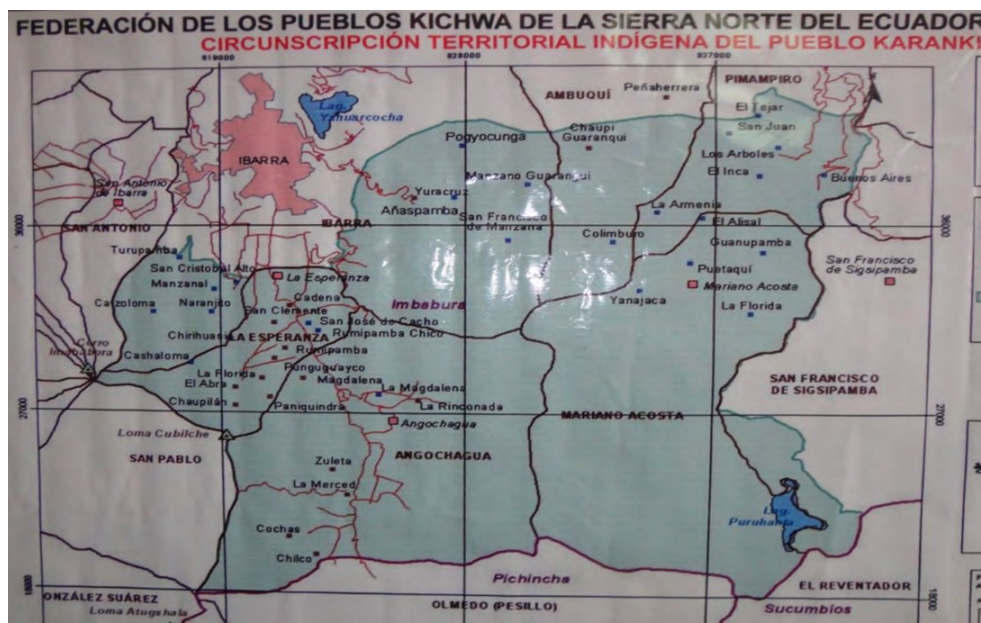 FEDERACIÓN DE LOS PUEBLOS KICHWA DE LA SIERRA NORTE DEL ECUADOR
CIRCUNSCRIPCIÓN TERRITORIAL INDÍGENA DEL PUEBLO KARANKI
819000
828000
837000
PIMAMPIRO
Peñaherrera
AMBUQUÍ
El Tejar
Lag.
Yahuarcocha
Chaupi
Guaranqui
San Juan
Pogyocunga
IBARRA
Los Arboles
Manzano Guaranqui
El Inca
Buenos Aires
San Antonio
de Ibarra
Yuracruz
Añaspamba
La Armenia
San Francisco
de Manzana
IBARRA
El Alisal
36000
36000
SAN ANTONIO
Colimburo
Guanupamba
Turupamba
San Cristobal Alto
La Esperanza
Puetaquí
San Francisco
de Sigsipamba
Manzanal
Mariano Acosta
Cadena
Imbabura
Yanajaca
Naranjito
San Clemente
La Florida
San José de Cacho
Rumipamba Chico
LA ESPERANZA
Cerro
Imbabura
Rumipamba
Cashaloma
Punguguayco
La Florida
Magdalena
El Abra
La Magdalena
SAN FRANCISCO
DE SIGSIPAMBA
Chaupilán
Paniquindra
La Rinconada
27000
27000
MARIANO ACOSTA
Angochagua
Loma Cubilche
SAN PABLO
ANGOCHAGUA
Zuleta
La Merced
Lag.
Puruhanta
Cochas
Chilco
Pichincha
EL REVENTADOR
18000
18000
ONZÁLEZ SUÁREZ
OLMEDO (PESILLO)
Sucumbios
Loma Atugshala